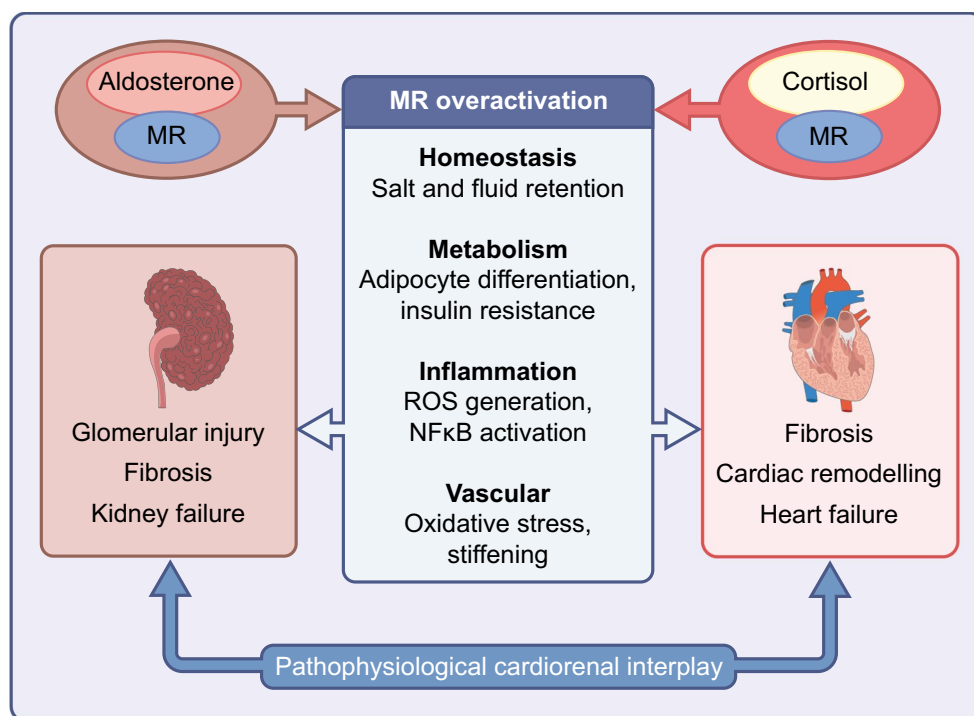 Aldosterone
MR
MR overactivation
Cortisol
MR
Homeostasis
Salt and fluid retention
Metabolism
Adipocyte differentiation,
insulin resistance
Inflammation
ROS generation,
NFκB activation
Vascular
Oxidative stress,
stiffening
Glomerular injury
Fibrosis
Kidney failure
Fibrosis
Cardiac remodelling
Heart failure
Pathophysiological cardiorenal interplay